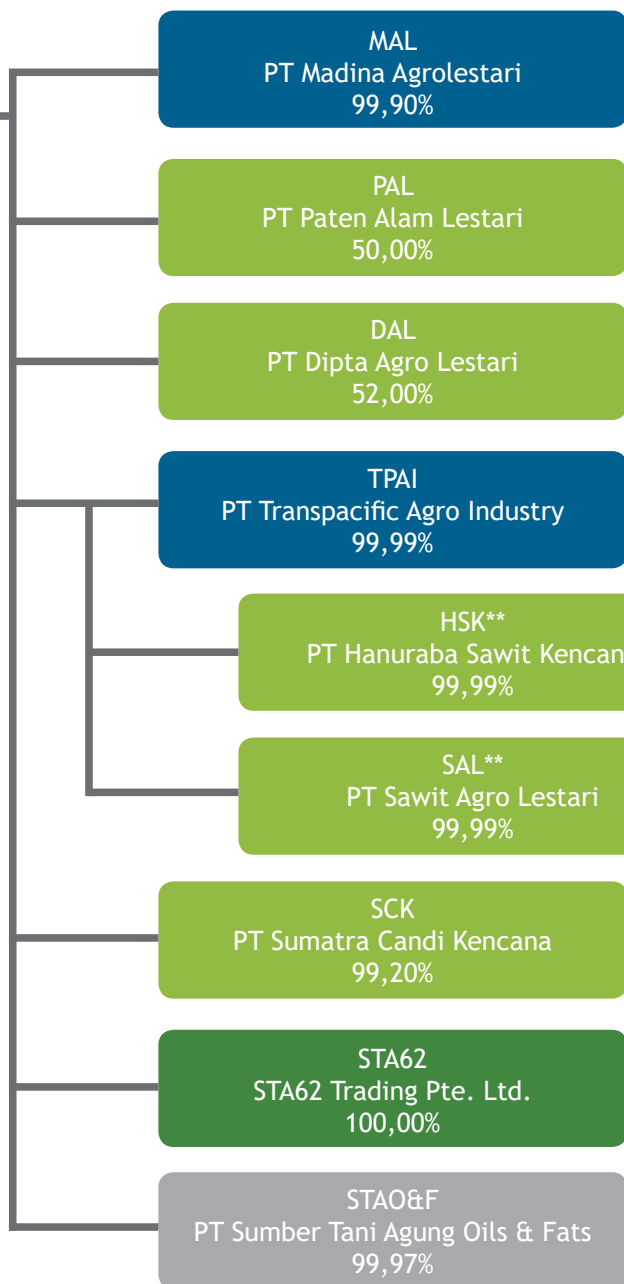 MAL
PT Madina Agrolestari
99,90%
PAL
PT Paten Alam Lestari
50,00%
DAL
PT Dipta Agro Lestari
52,00%
TPAI
PT Transpacific Agro Industry
99,99%
HSK**
PT Hanuraba Sawit Kencan
99,99%
SAL**
PT Sawit Agro Lestari
99,99%
SCK
PT Sumatra Candi Kencana
99,20%
STA62
STA62 Trading Pte. Ltd.
100,00%
STAO&F
PT Sumber Tani Agung Oils & Fats
99,97%